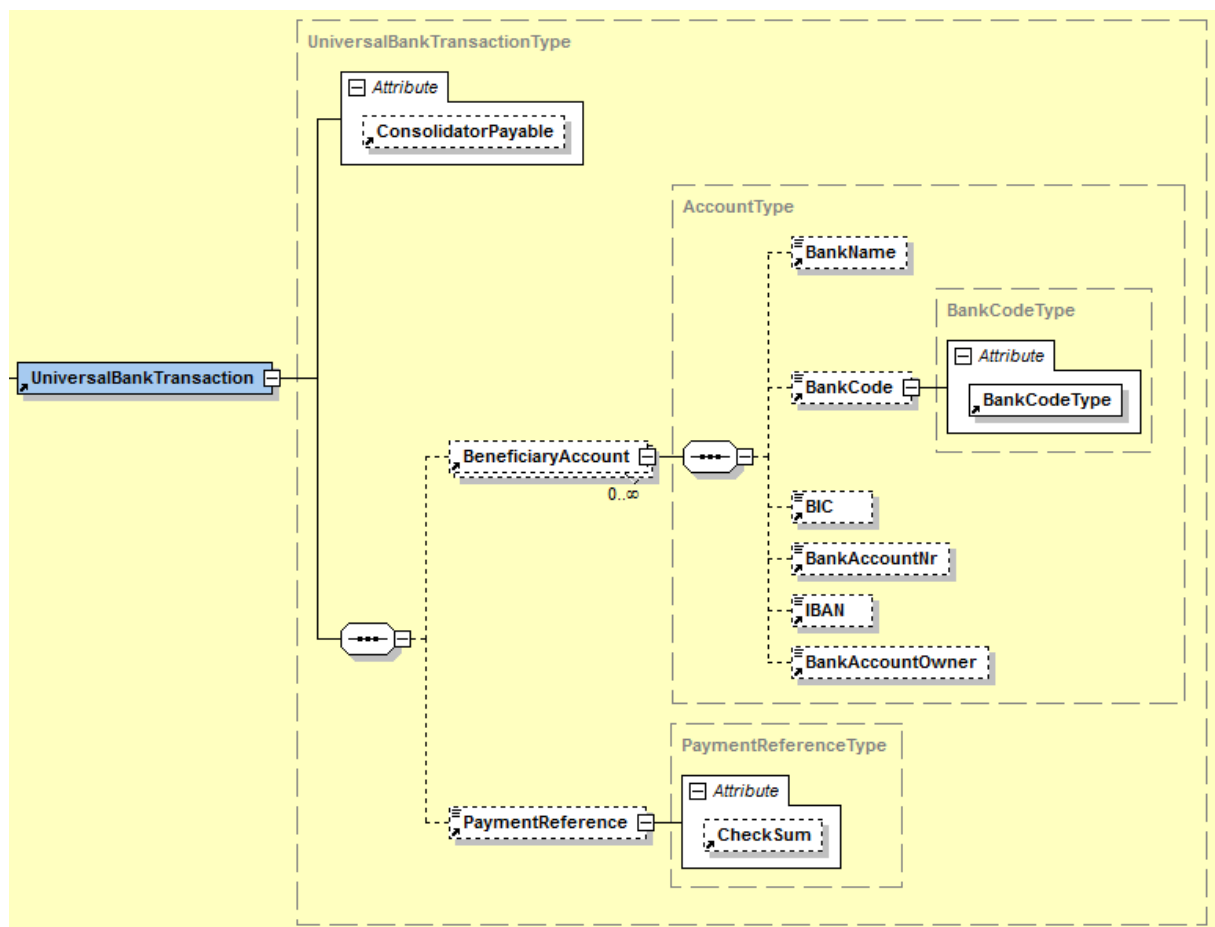 UniversalBankTransactionType
Attribute
ConsolidatorPayable
AccountType
BankName
BankCodeType
Attribute
BankCode
BankCodeType
UniversalBankTransaction
BeneficiaryAccount
0..∞
BIC
BankAccountNr
IBAN
BankAccountOwner
PaymentReferenceType
Attribute
PaymentReference
CheckSum